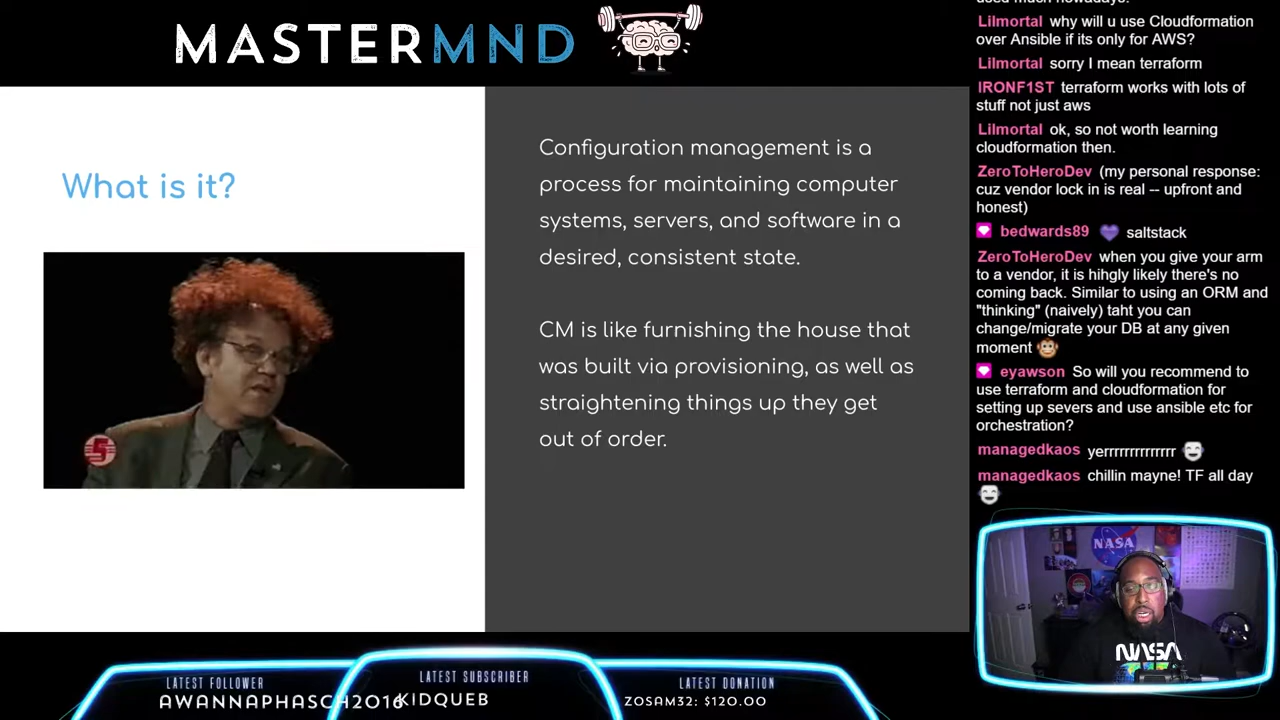 MASTERMND
What is it?
Configuration management is a
process for maintaining computer
systems, servers, and software in a
desired, consistent state.
CM is like furnishing the house that
was built via provisioning, as well as
straightening things up they get
out of order.
5
Lilmortal why will u use Cloudformation
over Ansible if its only for AWS?
Lilmortal sorry I mean terraform
IRONF1ST terraform works with lots of
stuff not just aws
Lilmortal ok, so not worth learning
cloudformation then.
ZeroToHeroDev (my personal response:
cuz vendor lock in is real -- upfront and
honest)
bedwards89 saltstack
ZeroToHeroDev when you give your arm
to a vendor, it is hihgly likely there's no
coming back. Similar to using an ORM and
"thinking" (naively) taht you can
change/migrate your DB at any given
moment
eyawson So will you recommend to
use terraform and cloudformation for
setting up severs and use ansible etc for
orchestration?
managedkaos yerrrrrrrrrrrrrr
managedkaos chillin mayne! TF all day
NASA
NASA
LATEST FOLLOWER
AWANNAPHASCH2016
LATEST SUBSCRIBER
KIDQUEB
LATEST DONATION
ZOSAM32: $120.00